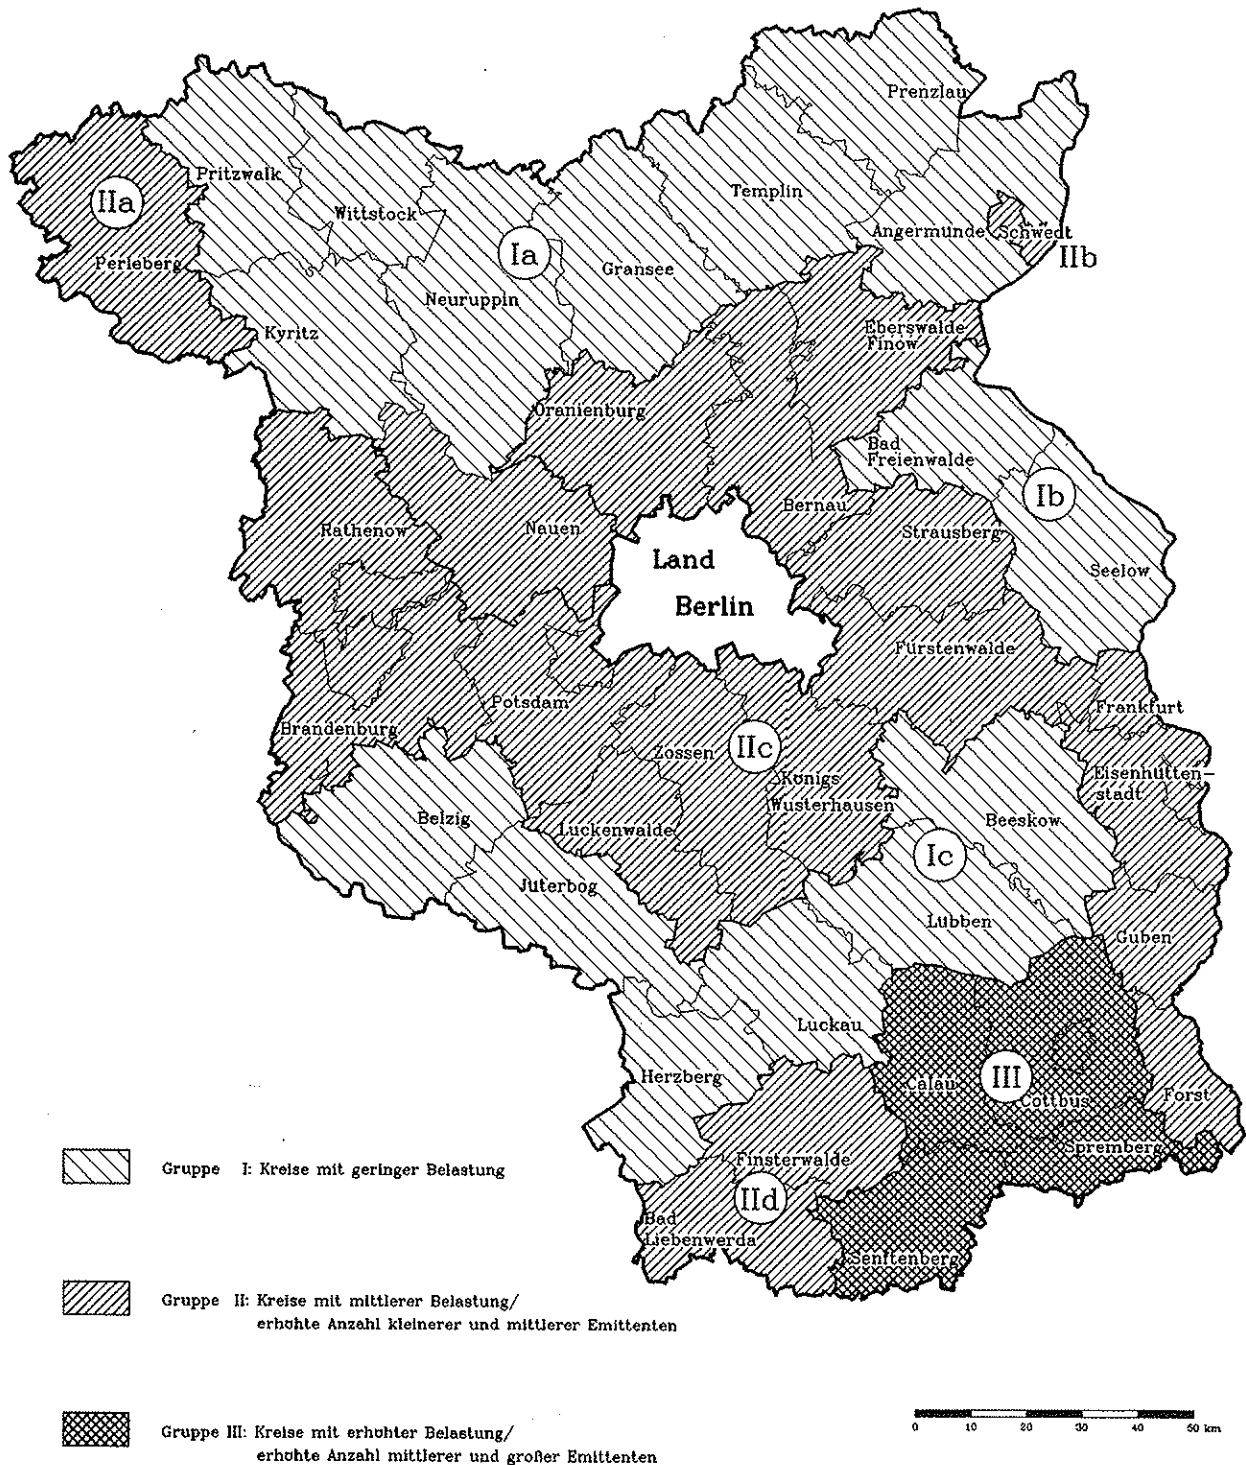 Prenzlau
Pritzwalk
IIa
Templin
Wittstock
Angermünde
Schwedt
Ia
IIb
Perleberg
Gransee
Neuruppin
Kyritz
Eberswalde
Finow
Oranienburg
Bad
Freienwalde
Ib
Bernau
Rathenow
Nauen
Strausberg
Land
Berlin
Seelow
Fürstenwalde
Potsdam
Frankfurt
Brandenburg
Zossen
IIc
Königs
Wusterhausen
Eisenhütten-
stadt
Belzig
Luckenwalde
Beeskow
Ic
Juterbog
Lübben
Guben
Luckau
Herzberg
Calau
III
Cottbus
Forst
Spremberg
Finsterwalde
IId
Bad
Liebenwerda
Senftenberg
Gruppe I: Kreise mit geringer Belastung
Gruppe II: Kreise mit mittlerer Belastung/
erhöhte Anzahl kleinerer und mittlerer Emittenten
Gruppe III: Kreise mit erhöhter Belastung/
erhöhte Anzahl mittlerer und großer Emittenten
0 10 20 30 40 50 km